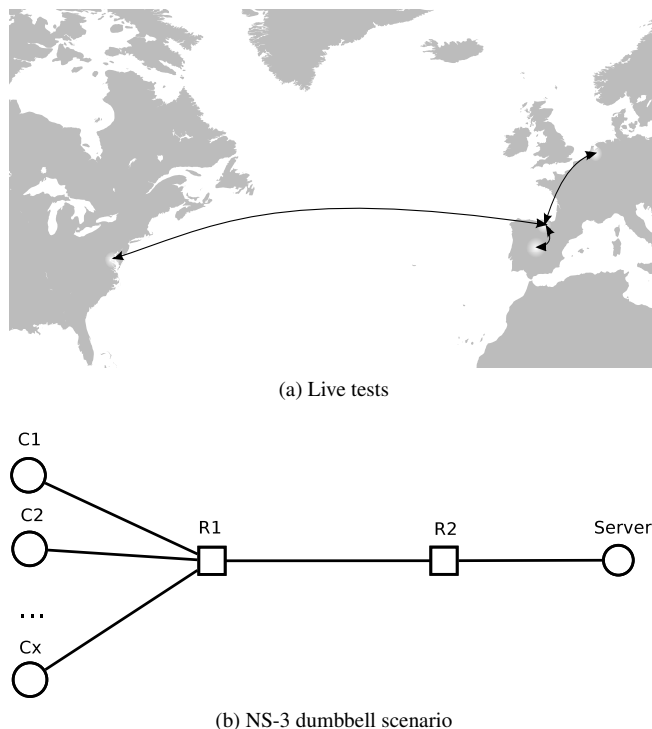 (a) Live tests
C1
C2
R1
R2
Server
...
Cx
(b) NS-3 dumbbell scenario